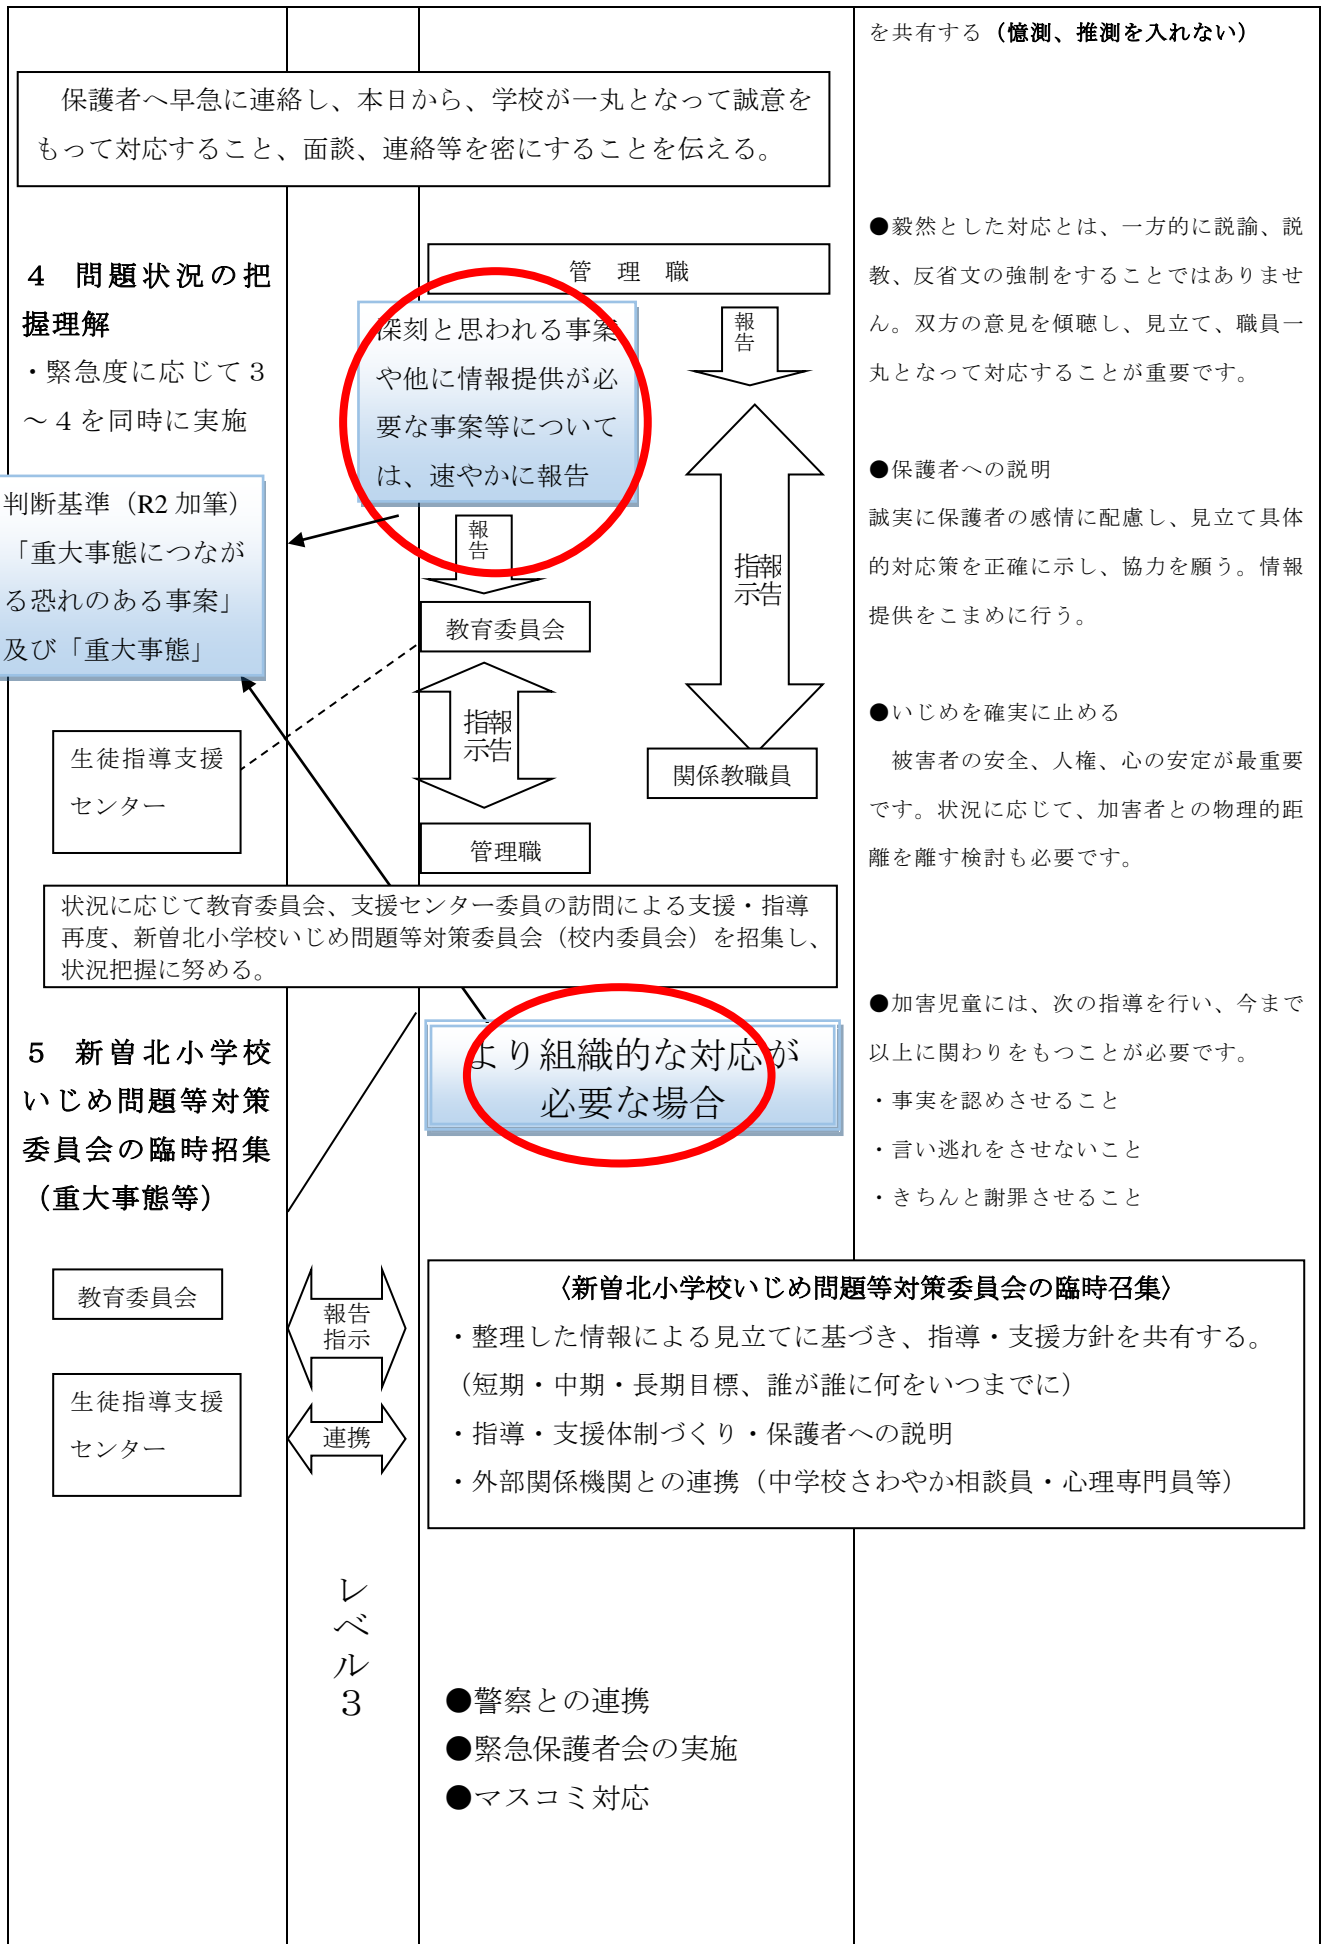 を共有する（憶測、推測を入れない）
保護者へ早急に連絡し、本日から、学校が一丸となって誠意を
もって対応すること、面談、連絡等を密にすることを伝える。
４　問題状況の把
握理解
・緊急度に応じて３
～４を同時に実施
管　理　職
深刻と思われる事案
や他に情報提供が必
要な事案等について
は、速やかに報告
報告
判断基準（R2 加筆）
「重大事態につなが
る恐れのある事案」
及び「重大事態」
報告
教育委員会
指示
報告
指示
報告
生徒指導支援
センター
関係教職員
管理職
●毅然とした対応とは、一方的に説諭、説
教、反省文の強制をすることではありませ
ん。双方の意見を傾聴し、見立て、職員一
丸となって対応することが重要です。
●保護者への説明
誠実に保護者の感情に配慮し、見立て具体
的対応策を正確に示し、協力を願う。情報
提供をこまめに行う。
●いじめを確実に止める
被害者の安全、人権、心の安定が最重要
です。状況に応じて、加害者との物理的距
離を離す検討も必要です。
状況に応じて教育委員会、支援センター委員の訪問による支援・指導
再度、新曽北小学校いじめ問題等対策委員会（校内委員会）を招集し、
状況把握に努める。
５　新曽北小学校
いじめ問題等対策
委員会の臨時招集
（重大事態等）
より組織的な対応が
必要な場合
●加害児童には、次の指導を行い、今まで
以上に関わりをもつことが必要です。
・事実を認めさせること
・言い逃れをさせないこと
・きちんと謝罪させること
教育委員会
報告
指示
生徒指導支援
センター
連携
〈新曽北小学校いじめ問題等対策委員会の臨時召集〉
・整理した情報による見立てに基づき、指導・支援方針を共有する。
（短期・中期・長期目標、誰が誰に何をいつまでに）
・指導・支援体制づくり・保護者への説明
・外部関係機関との連携（中学校さわやか相談員・心理専門員等）
レベル３
●警察との連携
●緊急保護者会の実施
●マスコミ対応